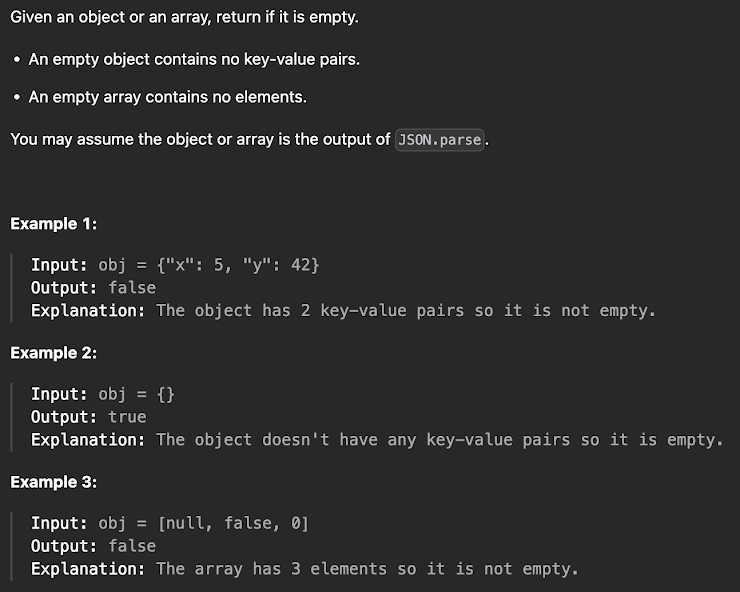 Given an object or an array, return if it is empty.
• An empty object contains no key-value pairs.
• An empty array contains no elements.
You may assume the object or array is the output of JSON.parse.
Example 1:
Input: obj = {"x": 5, "y": 42}
Output: false
Explanation: The object has 2 key-value pairs so it is not empty.
Example 2:
Input: obj = {}
Output: true
Explanation: The object doesn't have any key-value pairs so it is empty.
Example 3:
Input: obj = [null, false, 0]
Output: false
Explanation: The array has 3 elements so it is not empty.